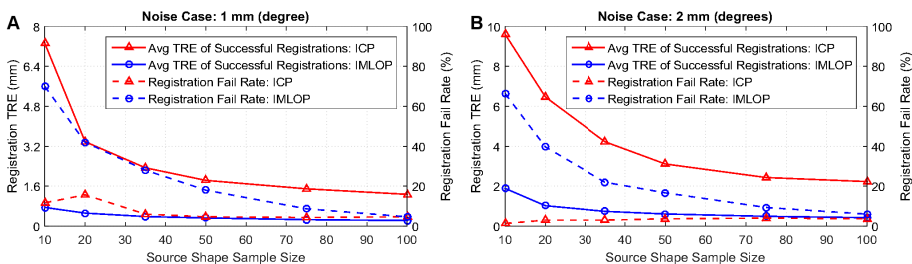 A
Noise Case: 1 mm (degree)
Registration TRE (mm)
8
6.4
4.8
3.2
1.6
0
Avg TRE of Successful Registrations: ICP
Avg TRE of Successful Registrations: IMLOP
Registration Fail Rate: ICP
Registration Fail Rate: IMLOP
100
80
60
40
20
0
Registration Fail Rate (%)
10 20 30 40 50 60 70 80 90 100
Source Shape Sample Size
B
Noise Case: 2 mm (degrees)
Registration TRE (mm)
10
8
6
4
2
0
Avg TRE of Successful Registrations: ICP
Avg TRE of Successful Registrations: IMLOP
Registration Fail Rate: ICP
Registration Fail Rate: IMLOP
100
80
60
40
20
0
Registration Fail Rate (%)
10 20 30 40 50 60 70 80 90 100
Source Shape Sample Size